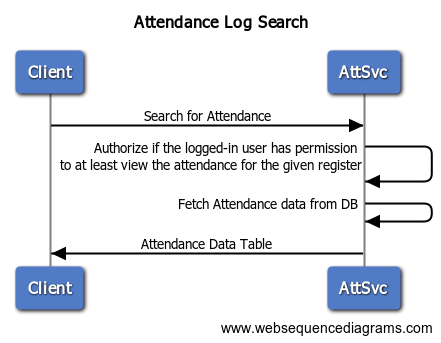 Attendance Log Search
Client
AttSvc
Search for Attendance
Authorize if the logged-in user has permission
to at least view the attendance for the given register
Fetch Attendance data from DB
Attendance Data Table
Client
AttSvc
www.websequencediagrams.com